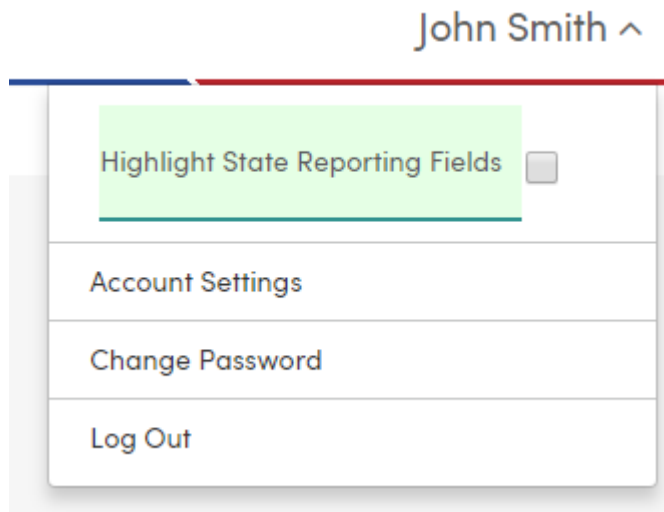 John Smith
Highlight State Reporting Fields
Account Settings
Change Password
Log Out